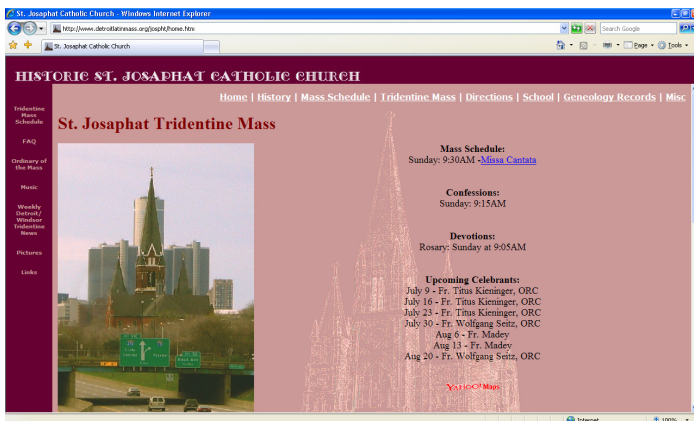 St. Josaphat Catholic Church - Windows Internet Explorer
http://www.detroitlatinmass.org/jospht/home.htm
Search Google
St. Josaphat Catholic Church
Page
Tools
HISTORIC ST. JOSAPHAT CATHOLIC CHURCH
Home | History | Mass Schedule | Tridentine Mass | Directions | School | Geneology Records | Misc
Tridentine
Mass
Schedule
FAQ
Ordinary of
the Mass
Music
Weekly
Detroit/
Windsor
Tridentine
News
Pictures
Links
St. Josaphat Tridentine Mass
Mass Schedule:
Sunday: 9:30AM -Missa Cantata
Confessions:
Sunday: 9:15AM
Devotions:
Rosary: Sunday at 9:05AM
Upcoming Celebrants:
July 9 - Fr. Titus Kieninger, ORC
July 16 - Fr. Titus Kieninger, ORC
July 23 - Fr. Titus Kieninger, ORC
July 30 - Fr. Wolfgang Seitz, ORC
Aug 6 - Fr. Madey
Aug 13 - Fr. Madey
Aug 20 - Fr. Wolfgang Seitz, ORC
YAHOO! Maps
Internet
100%